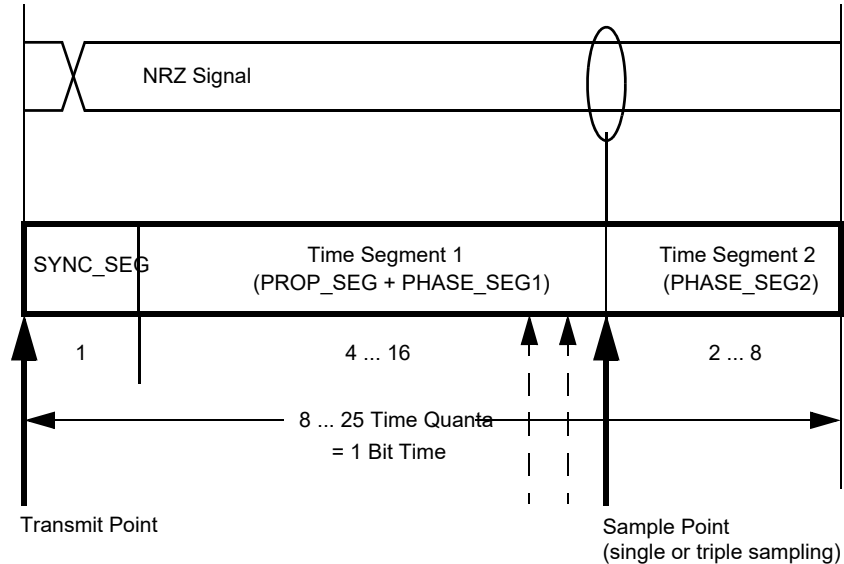 NRZ Signal
SYNC_SEG
Time Segment 1
(PROP_SEG + PHASE_SEG1)
Time Segment 2
(PHASE_SEG2)
1
4 ... 16
2 ... 8
8 ... 25 Time Quanta
= 1 Bit Time
Transmit Point
Sample Point
(single or triple sampling)